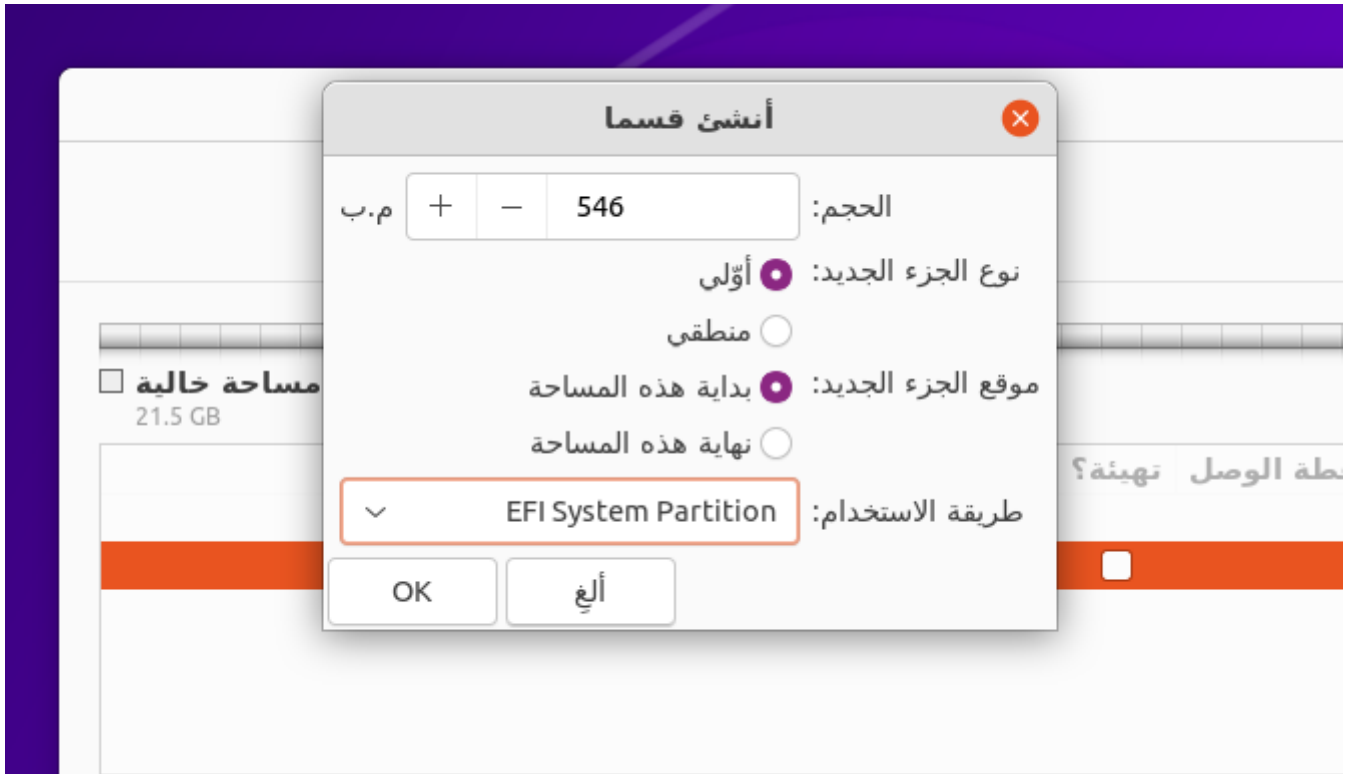 أنشئ قسما
الحجم: 546 م.ب
نوع الجزء الجديد: أوّلي
منطقي
موقع الجزء الجديد: بداية هذه المساحة
نهاية هذه المساحة
طريقة الاستخدام: EFI System Partition
ألغِ OK
مساحة خالية
21.5 GB
الوصل تهيئة؟